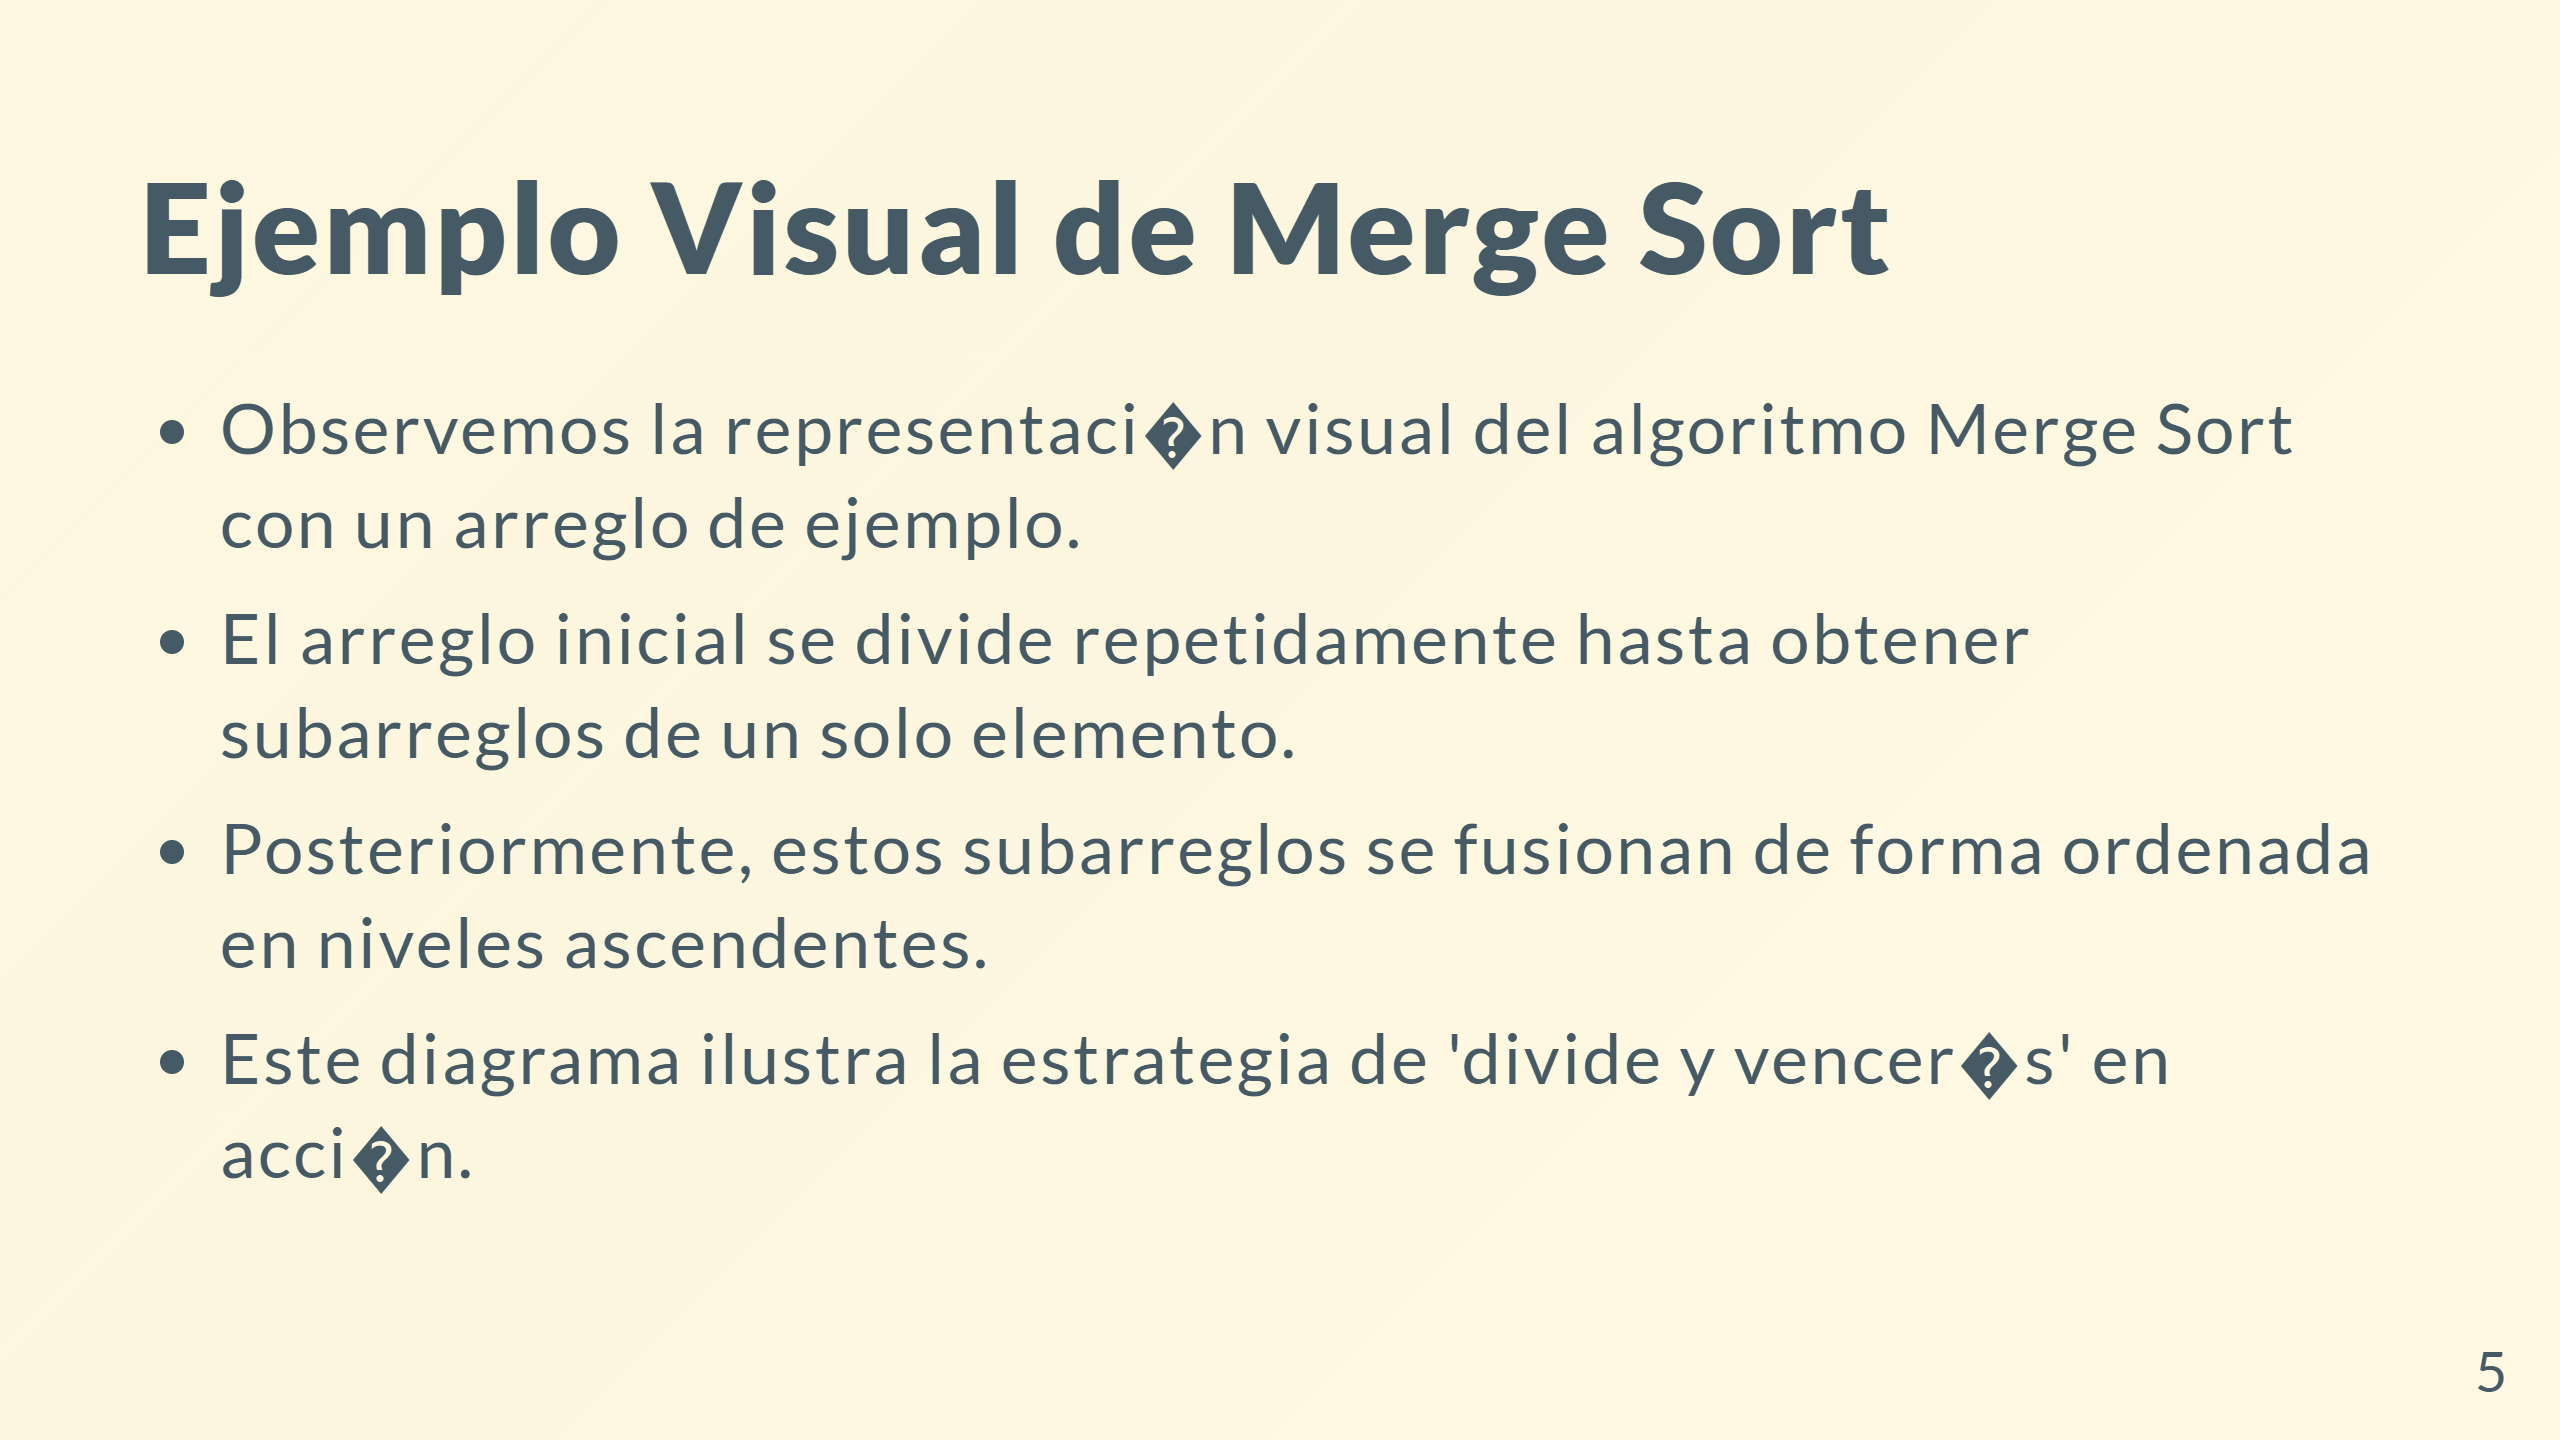 Ejemplo Visual de Merge Sort
• Observemos la representaci�n visual del algoritmo Merge Sort
con un arreglo de ejemplo.
• El arreglo inicial se divide repetidamente hasta obtener
subarreglos de un solo elemento.
• Posteriormente, estos subarreglos se fusionan de forma ordenada
en niveles ascendentes.
• Este diagrama ilustra la estrategia de 'divide y vencer�s' en
acci�n.
5